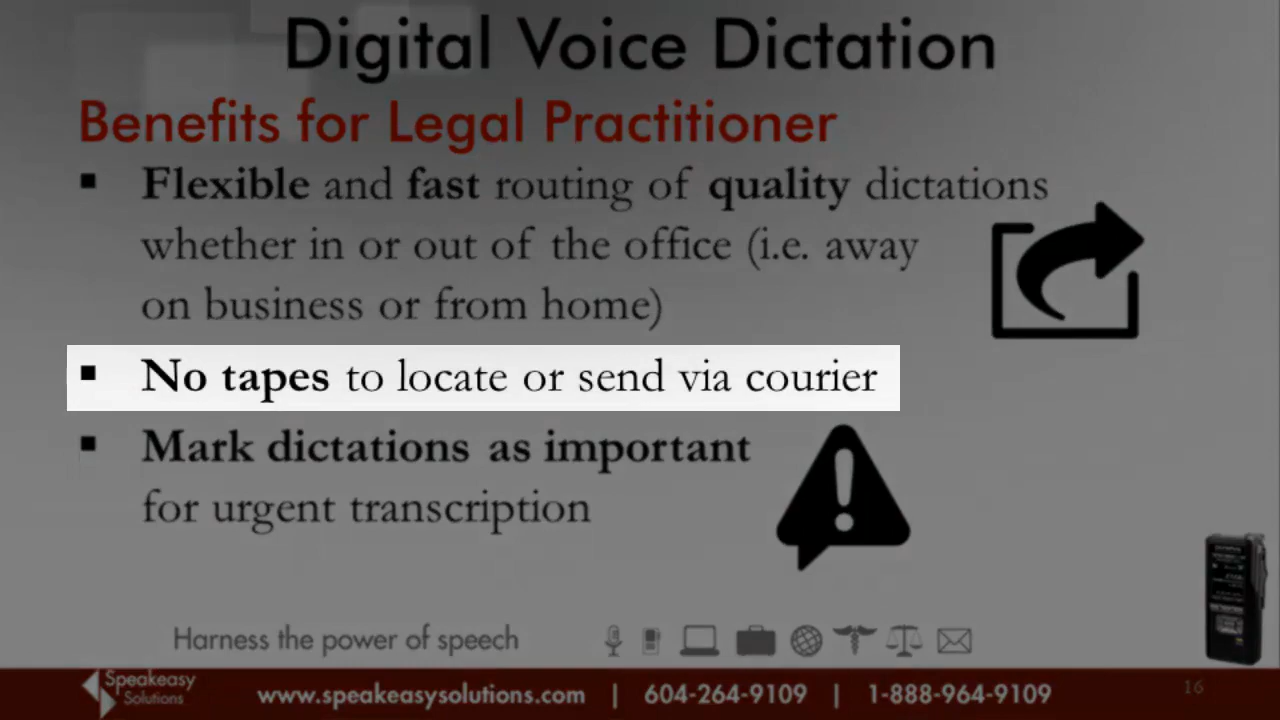 Digital Voice Dictation
Benefits for Legal Practitioner
▪ Flexible and fast routing of quality dictations
whether in or out of the office (i.e. away
on business or from home)
▪ No tapes to locate or send via courier
▪ Mark dictations as important
for urgent transcription
Harness the power of speech
Speakeasy
Solutions
www.speakeasysolutions.com | 604-264-9109 | 1-888-964-9109
16